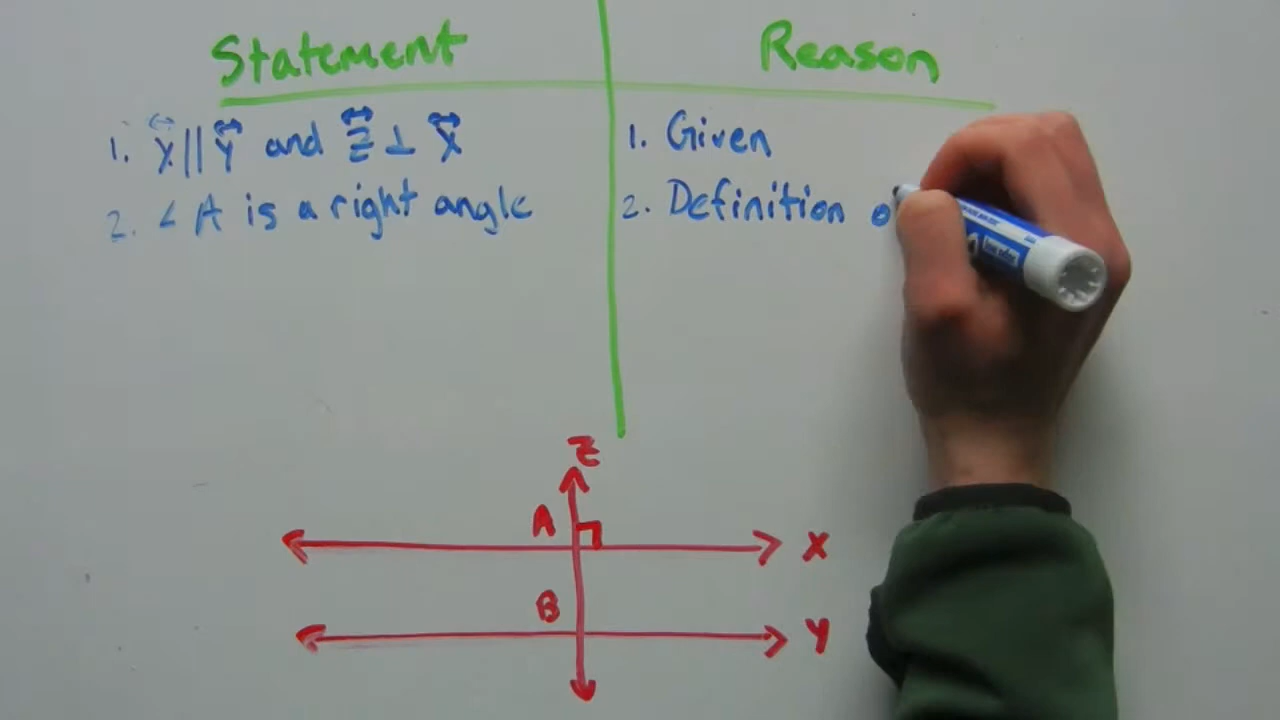 Statement
Reason
1. X || Y and Z ⊥ X
1. Given
2. ∠ A is a right angle
2. Definition o
Z
A
X
B
Y